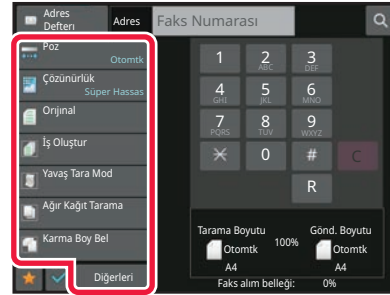 Adres
Defteri
Adres
Faks Numarası
Poz
Otomtk
Çözünürlük
Süper Hassas
Orijinal
İş Oluştur
Yavaş Tara Mod
Ağır Kağıt Tarama
Karma Boy Bel
Diğerleri
1
2
ABC
3
DEF
4
GHI
5
JKL
6
MNO
7
PQRS
8
TUV
9
WXYZ
0
#
C
R
Tarama Boyutu
Otomtk
A4
100%
Gönd. Boyutu
Otomtk
A4
Faks alım belleği: 0%